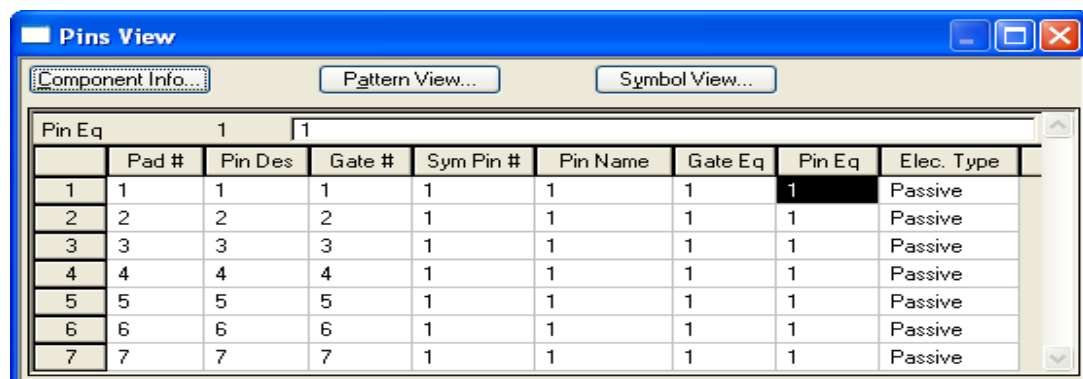 Pins View
Component Info... Pattern View... Symbol View...
Pin Eq 1 1
Pad # Pin Des Gate # Sym Pin # Pin Name Gate Eq Pin Eq Elec. Type
1 1 1 1 1 1 1 1 Passive
2 2 2 2 1 1 1 1 Passive
3 3 3 3 1 1 1 1 Passive
4 4 4 4 1 1 1 1 Passive
5 5 5 5 1 1 1 1 Passive
6 6 6 6 1 1 1 1 Passive
7 7 7 7 1 1 1 1 Passive